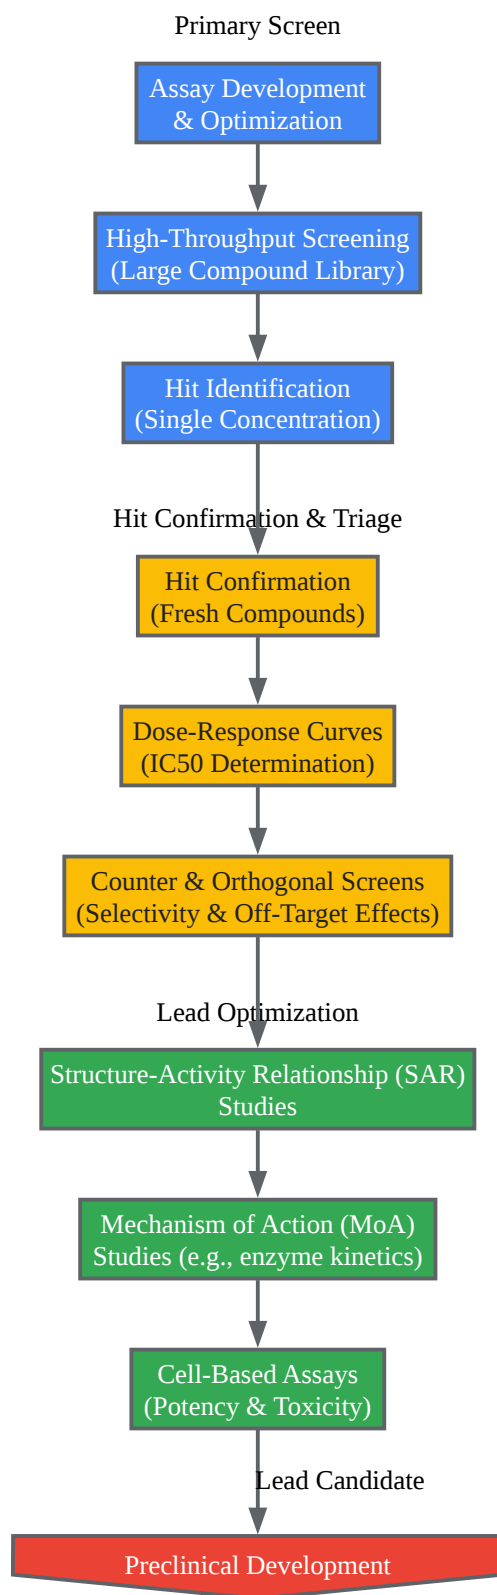 Primary Screen
Assay Development
& Optimization
High-Throughput Screening
(Large Compound Library)
Hit Identification
(Single Concentration)
Hit Confirmation & Triage
Hit Confirmation
(Fresh Compounds)
Dose-Response Curves
(IC50 Determination)
Counter & Orthogonal Screens
(Selectivity & Off-Target Effects)
Lead Optimization
Structure-Activity Relationship (SAR)
Studies
Mechanism of Action (MoA)
Studies (e.g., enzyme kinetics)
Cell-Based Assays
(Potency & Toxicity)
Lead Candidate
Preclinical Development